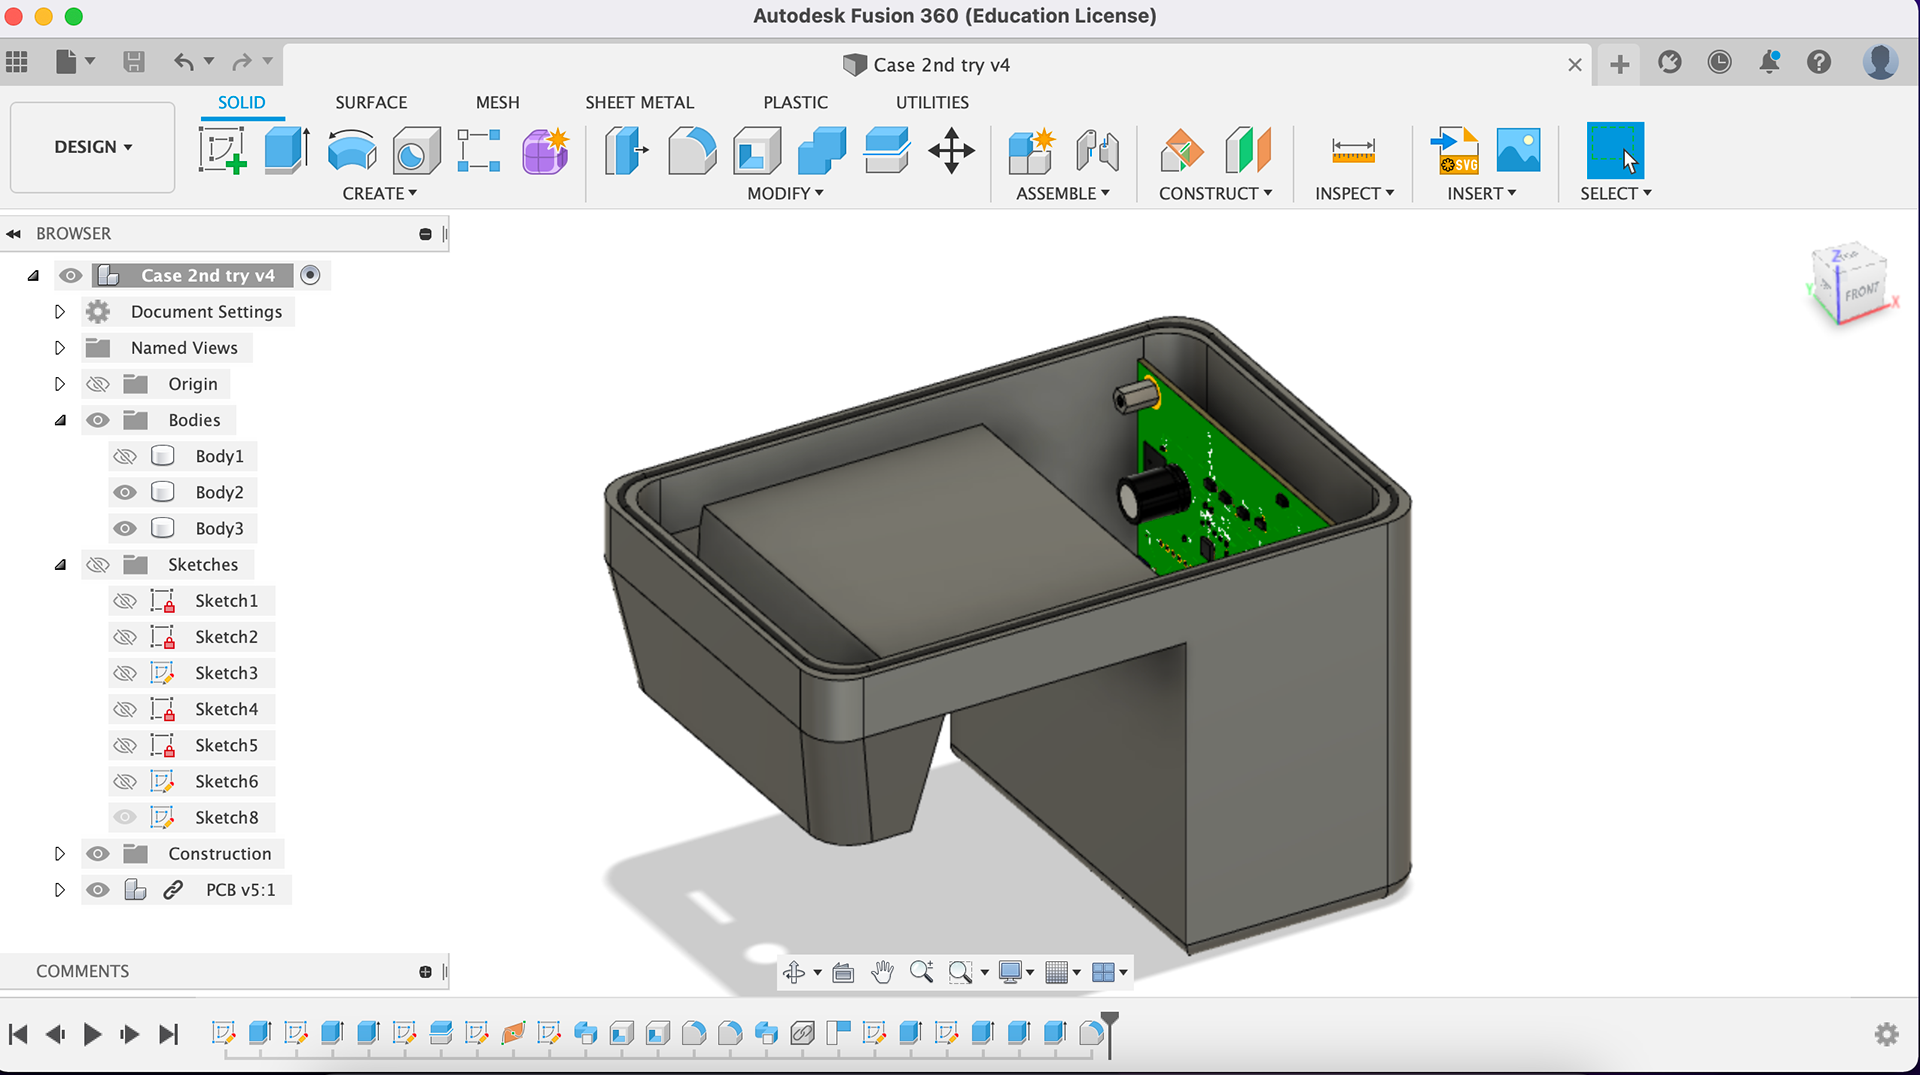 Autodesk Fusion 360 (Education License)
Case 2nd try v4
SOLID SURFACE MESH SHEET METAL PLASTIC UTILITIES
DESIGN
SVG
CREATE MODIFY ASSEMBLE CONSTRUCT INSPECT INSERT SELECT
BROWSER
Case 2nd try v4
Document Settings
Named Views
Origin
Bodies
Body1
Body2
Body3
Sketches
Sketch1
Sketch2
Sketch3
Sketch4
Sketch5
Sketch6
Sketch8
Construction
PCB v5:1
Z
TOP
FRONT
Y
X
COMMENTS